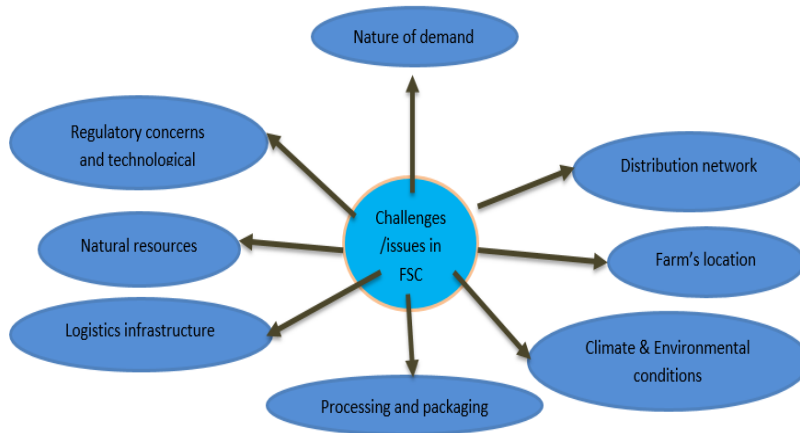 Nature of demand
Regulatory concerns
and technological
Distribution network
Challenges
/issues in
FSC
Natural resources
Farm's location
Logistics infrastructure
Climate & Environmental
conditions
Processing and packaging